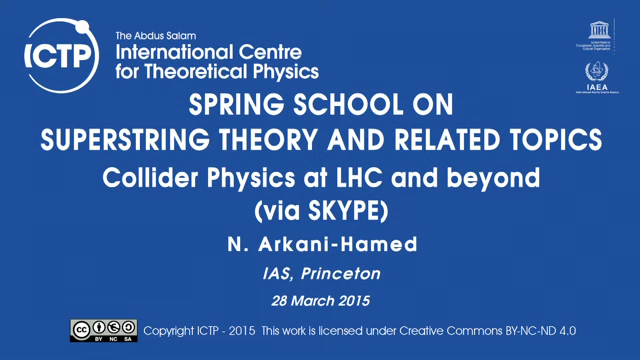 ICTP
The Abdus Salam
International Centre
for Theoretical Physics
IAEA
SPRING SCHOOL ON
SUPERSTRING THEORY AND RELATED TOPICS
Collider Physics at LHC and beyond
(via SKYPE)
N. Arkani-Hamed
IAS, Princeton
28 March 2015
cc BY NC SA
Copyright ICTP - 2015 This work is licensed under Creative Commons BY-NC-ND 4.0